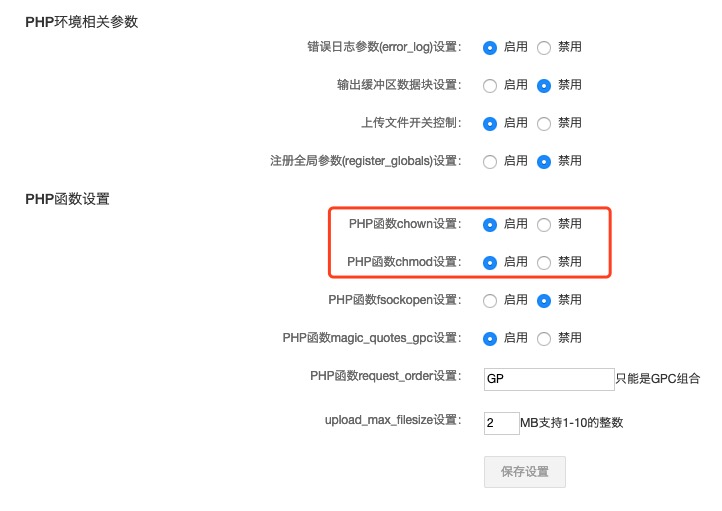 PHP环境相关参数
错误日志参数(error_log)设置： 启用 禁用
输出缓冲区数据块设置： 启用 禁用
上传文件开关控制： 启用 禁用
注册全局参数(register_globals)设置： 启用 禁用
PHP函数设置
PHP函数chown设置： 启用 禁用
PHP函数chmod设置： 启用 禁用
PHP函数fsockopen设置： 启用 禁用
PHP函数magic_quotes_gpc设置： 启用 禁用
PHP函数request_order设置： GP 只能是GPC组合
upload_max_filesize设置： 2 MB支持1-10的整数
保存设置